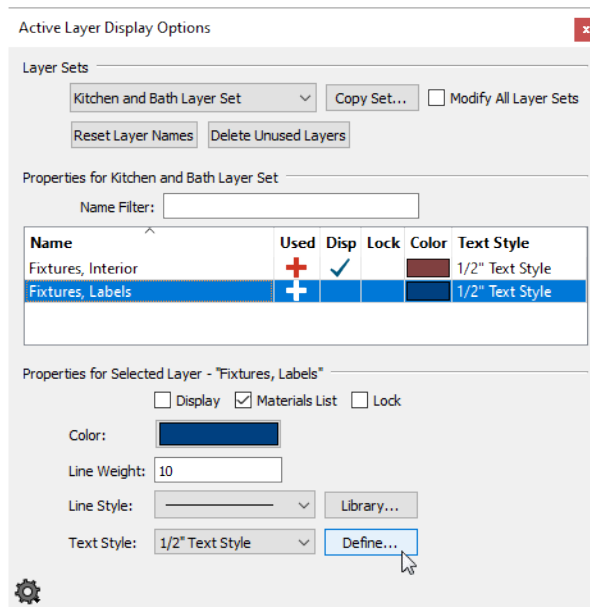 Active Layer Display Options
x
Layer Sets
Kitchen and Bath Layer Set Copy Set... Modify All Layer Sets
Reset Layer Names Delete Unused Layers
Properties for Kitchen and Bath Layer Set
Name Filter:
Name Used Disp Lock Color Text Style
Fixtures, Interior 1/2" Text Style
Fixtures, Labels 1/2" Text Style
Properties for Selected Layer - "Fixtures, Labels"
Display Materials List Lock
Color:
Line Weight: 10
Line Style: Library...
Text Style: 1/2" Text Style Define...